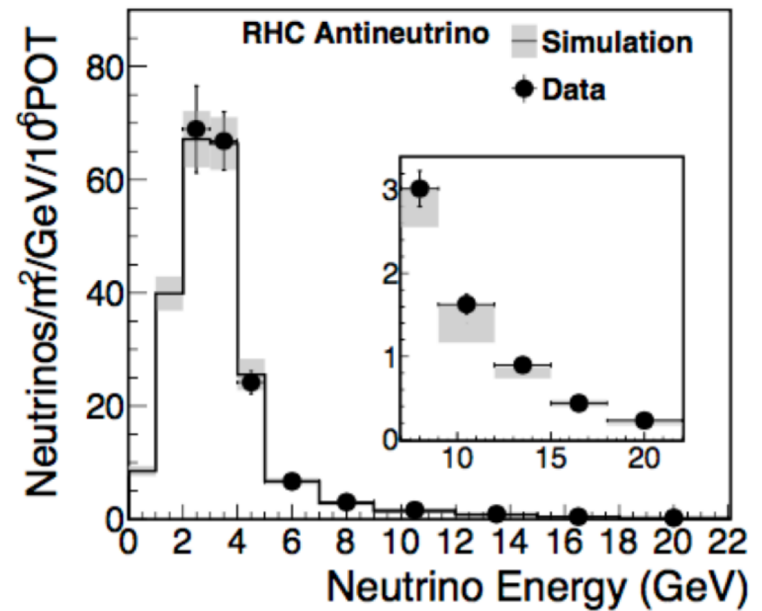 RHC Antineutrino
Simulation
Data
Neutrinos/m²/GeV/10⁶POT
80
60
40
20
0
3
2
1
0
10 15 20
0 2 4 6 8 10 12 14 16 18 20 22
Neutrino Energy (GeV)